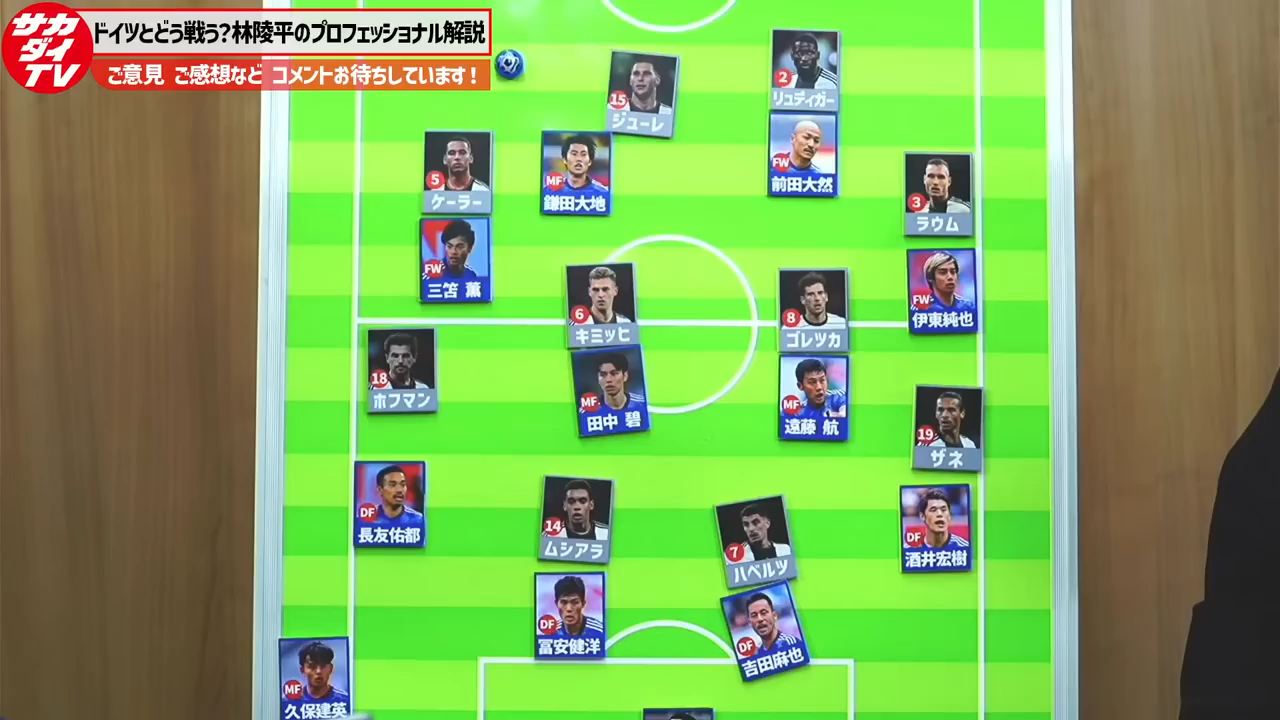 サカダイTV
ドイツとどう戦う?林陵平のプロフェッショナル解説
ご意見 ご感想など コメントお待ちしています!
15
ジューレ
2
リュディガー
5
ケーラー
MF
鎌田大地
FW
前田大然
3
ラウム
FW
三笘 薫
6
キミッヒ
8
ゴレツカ
FW
伊東純也
18
ホフマン
MF
田中 碧
MF
遠藤 航
19
ザネ
DF
長友佑都
14
ムシアラ
7
ハベルツ
DF
酒井宏樹
DF
冨安健洋
DF
吉田麻也
MF
久保建英